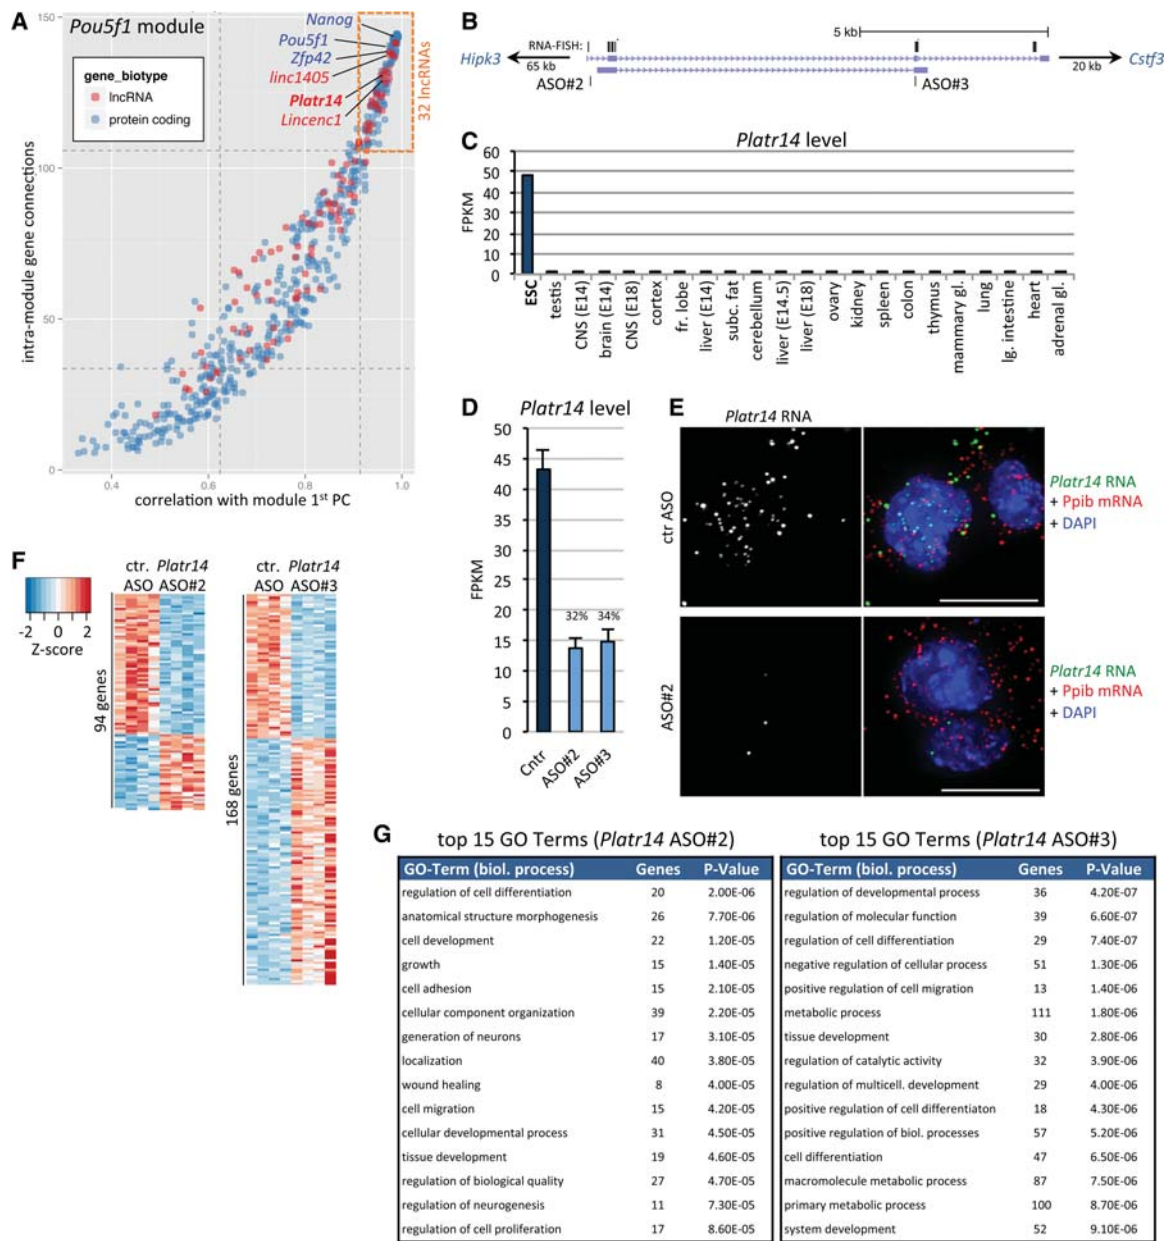 A
Pou5f1 module
gene_biotype
lncRNA
protein coding
Nanog
Pou5f1
Zfp42
linc1405
Platr14
Lincenc1
32 lncRNAs
150
100
50
0
intra-module gene connections
0.4
0.6
0.8
1.0
correlation with module 1st PC
B
5 kb
RNA-FISH:
Hipk3
65 kb
20 kb
Cstf3
ASO#2
ASO#3
C
Platr14 level
60
50
40
30
20
10
0
FPKM
ESC
testis
CNS (E14)
brain (E14)
CNS (E18)
cortex
fr. lobe
liver (E14)
subc. fat
cerebellum
liver (E14.5)
liver (E18)
ovary
kidney
spleen
colon
thymus
mammary gl.
lung
lg. intestine
heart
adrenal gl.
D
Platr14 level
50
45
40
35
30
25
20
15
10
5
0
FPKM
32%
34%
Cntr
ASO#2
ASO#3
E
Platr14 RNA
ctr ASO
Platr14 RNA
+ Ppib mRNA
+ DAPI
ASO#2
Platr14 RNA
+ Ppib mRNA
+ DAPI
F
-2 0 2
Z-score
ctr. Platr14
ASO ASO#2
94 genes
ctr. Platr14
ASO ASO#3
168 genes
G
top 15 GO Terms (Platr14 ASO#2)
GO-Term (biol. process) Genes P-Value
regulation of cell differentiation 20 2.00E-06
anatomical structure morphogenesis 26 7.70E-06
cell development 22 1.20E-05
growth 15 1.40E-05
cell adhesion 15 2.10E-05
cellular component organization 39 2.20E-05
generation of neurons 17 3.10E-05
localization 40 3.80E-05
wound healing 8 4.00E-05
cell migration 15 4.20E-05
cellular developmental process 31 4.50E-05
tissue development 19 4.60E-05
regulation of biological quality 27 4.70E-05
regulation of neurogenesis 11 7.30E-05
regulation of cell proliferation 17 8.60E-05
top 15 GO Terms (Platr14 ASO#3)
GO-Term (biol. process) Genes P-Value
regulation of developmental process 36 4.20E-07
regulation of molecular function 39 6.60E-07
regulation of cell differentiation 29 7.40E-07
negative regulation of cellular process 51 1.30E-06
positive regulation of cell migration 13 1.40E-06
metabolic process 111 1.80E-06
tissue development 30 2.80E-06
regulation of catalytic activity 32 3.90E-06
regulation of multicell. development 29 4.00E-06
positive regulation of cell differentiaton 18 4.30E-06
positive regulation of biol. processes 57 5.20E-06
cell differentiation 47 6.50E-06
macromolecule metabolic process 87 7.50E-06
primary metabolic process 100 8.70E-06
system development 52 9.10E-06